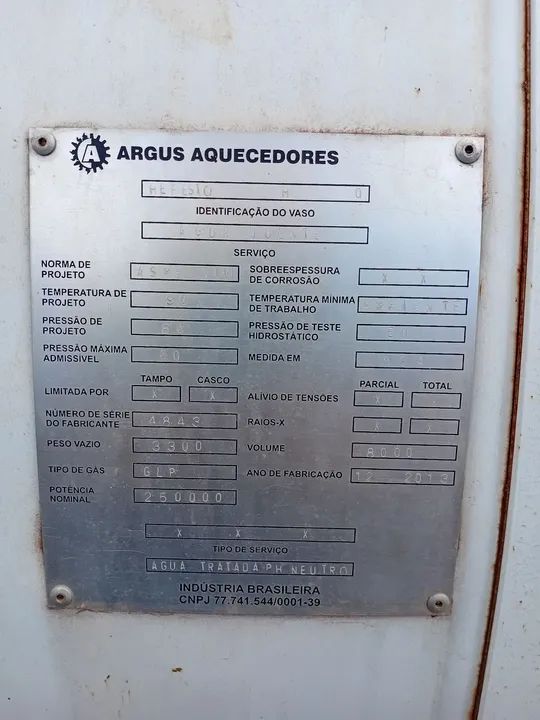 A ARGUS AQUECEDORES
IDENTIFICAÇÃO DO VASO
SERVIÇO
NORMA DE PROJETO
SOBREESPESSURA DE CORROSÃO X X
TEMPERATURA DE PROJETO
TEMPERATURA MÍNIMA DE TRABALHO
PRESSÃO DE PROJETO
PRESSÃO DE TESTE HIDROSTÁTICO
PRESSÃO MÁXIMA ADMISSÍVEL
MEDIDA EM
TAMPO CASCO
PARCIAL TOTAL
LIMITADA POR X X
ALÍVIO DE TENSÕES X
NÚMERO DE SÉRIE DO FABRICANTE 4843
RAIOS-X X X
PESO VAZIO 3300
VOLUME 8000
TIPO DE GÁS GLP
ANO DE FABRICAÇÃO 12 2013
POTÊNCIA NOMINAL 250000
X X X
TIPO DE SERVIÇO
AGUA TRATADA PH NEUTRO
INDÚSTRIA BRASILEIRA
CNPJ 77.741.544/0001-39